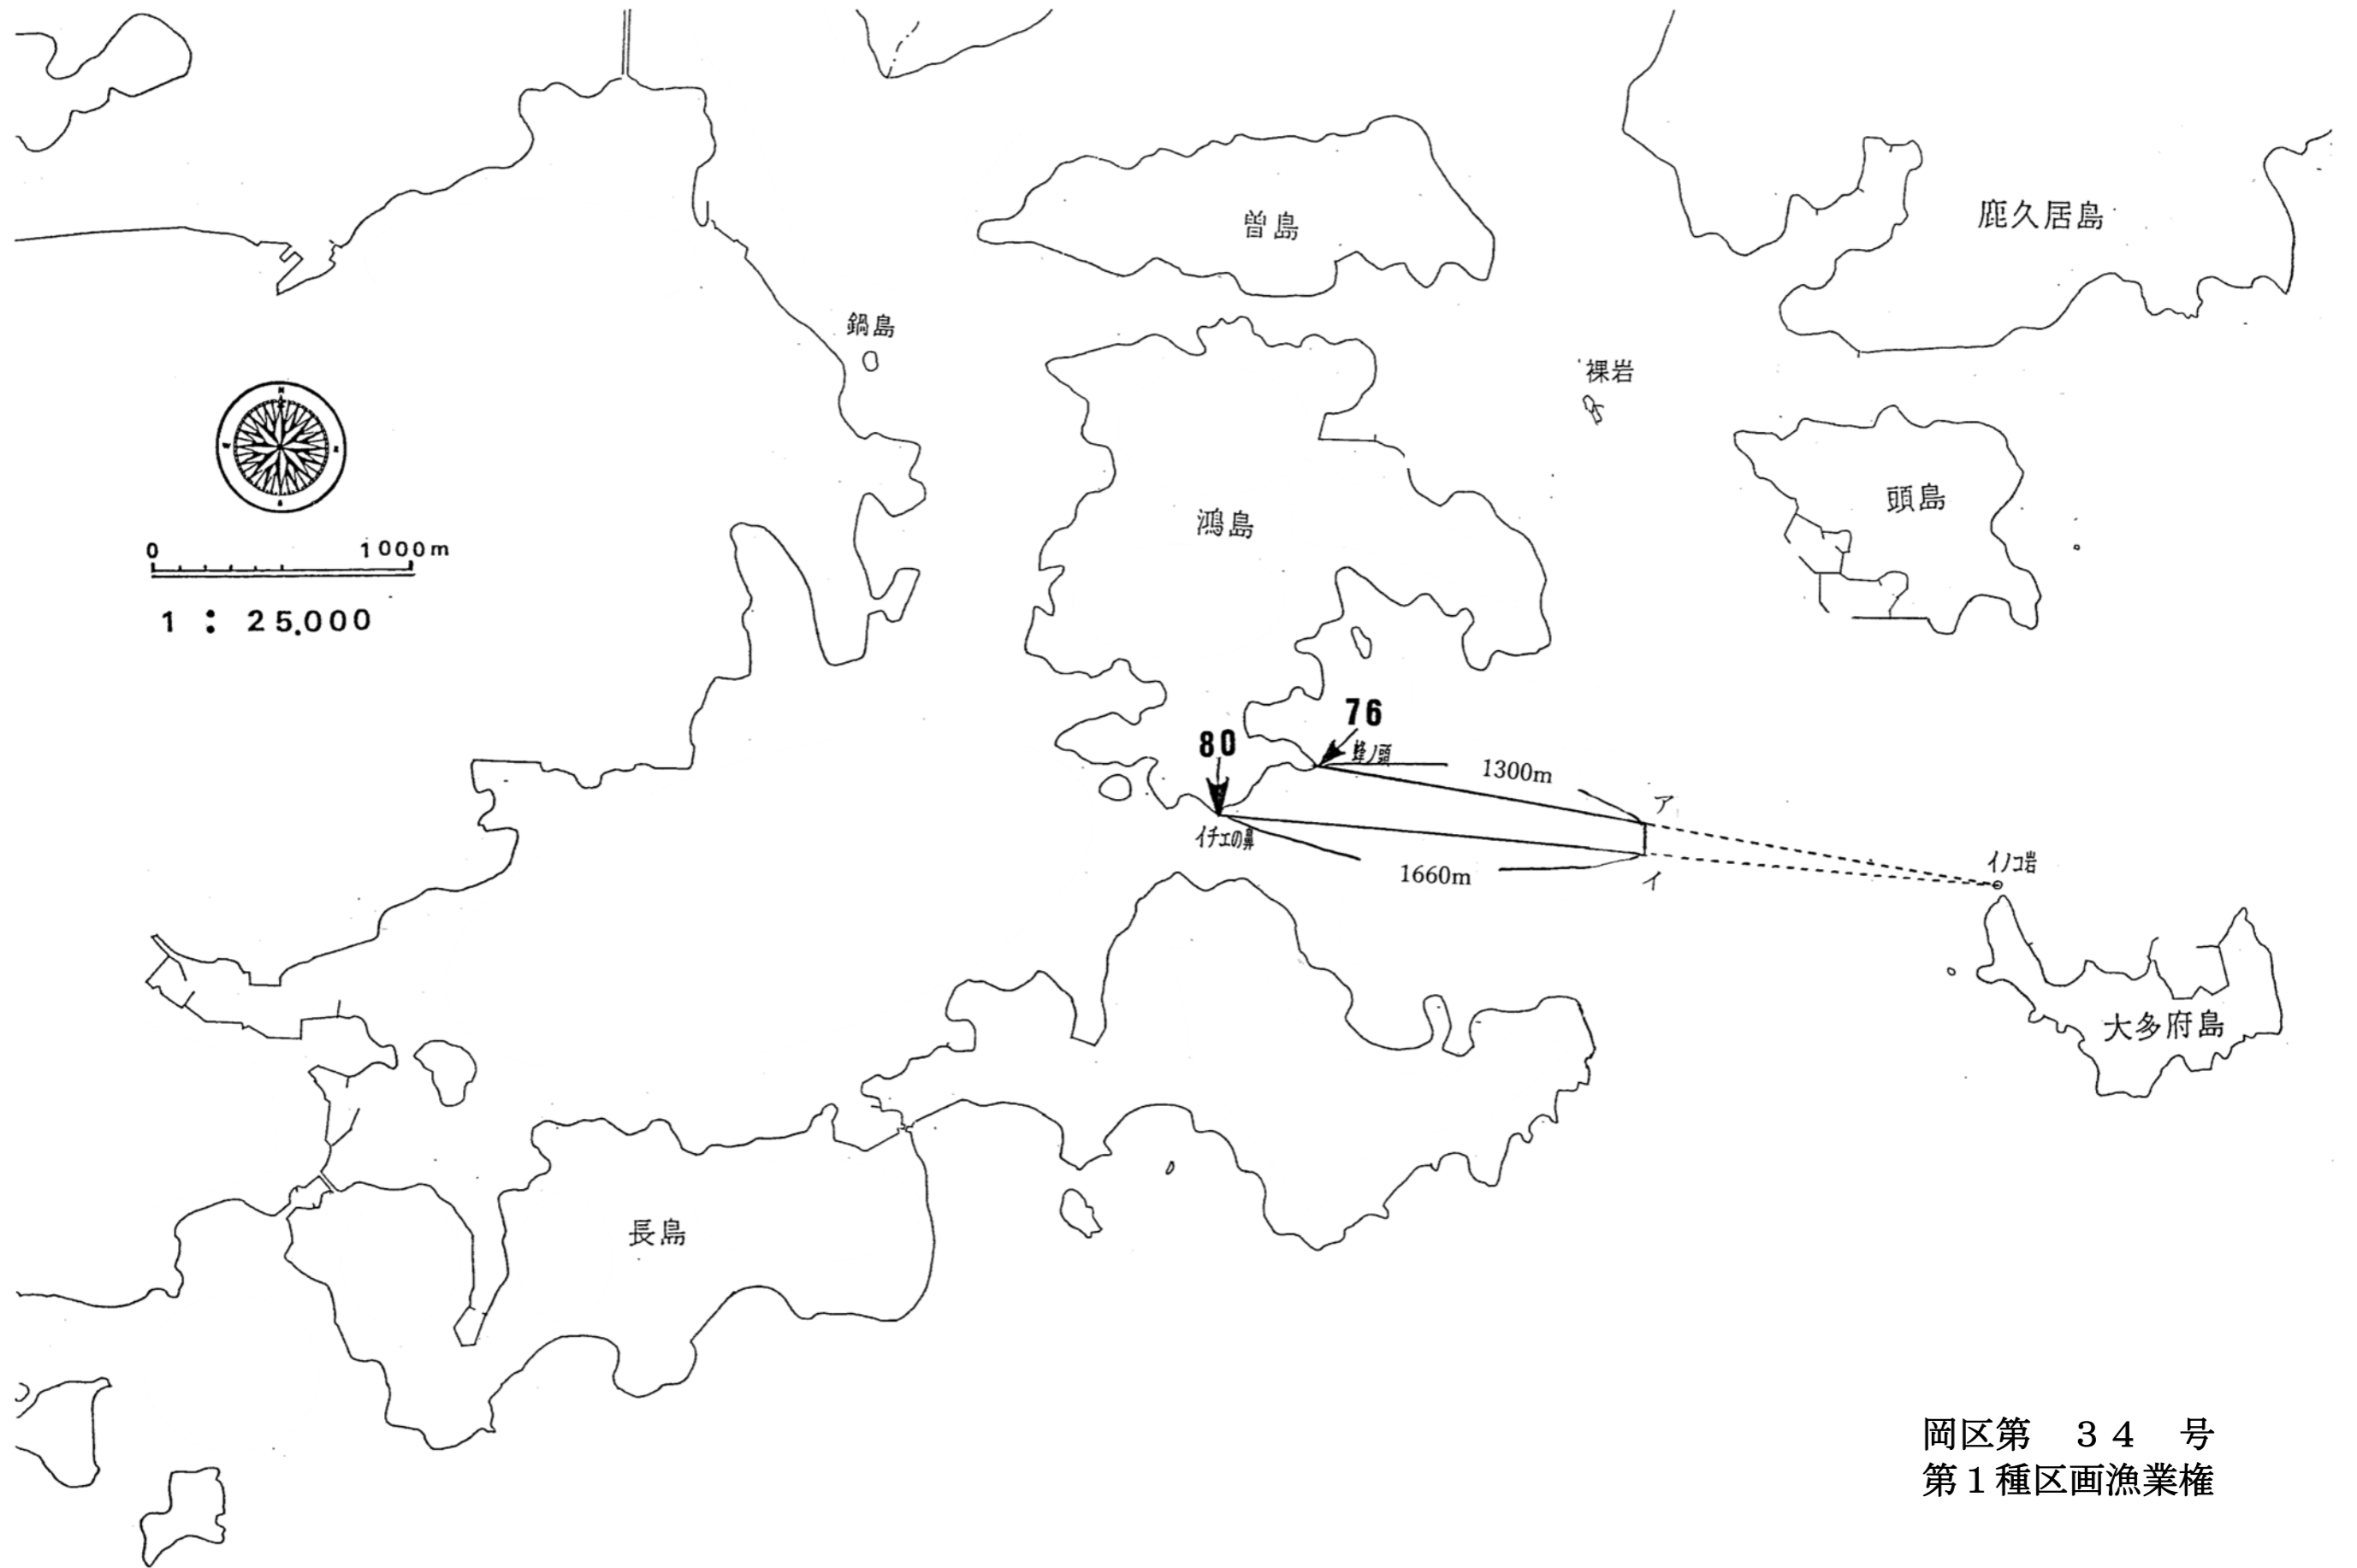 曽島
鹿久居島
鍋島
裸岩
頭島
鴻島
0 1000m
1 : 25.000
76
80
蜂ノ頭
1300m
ア
イチエの鼻
1660m
イ
イノコ岩
大多府島
長島
岡区第 34 号
第1種区画漁業権